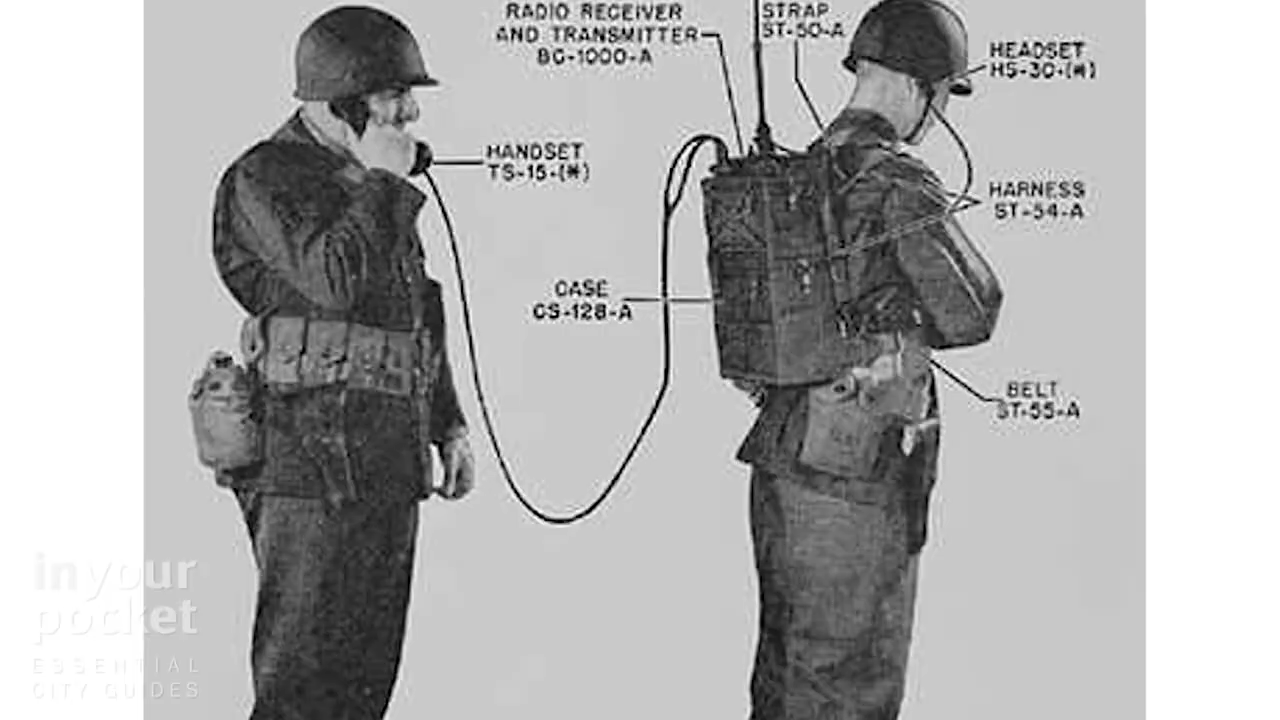 RADIO RECEIVER
AND TRANSMITTER
BC-1000-A
STRAP
ST-50-A
HEADSET
HS-30-(*)
HANDSET
TS-15-(*)
HARNESS
ST-54-A
CASE
CS-128-A
BELT
ST-55-A
in your
pocket
ESSENTIAL
CITY GUIDES